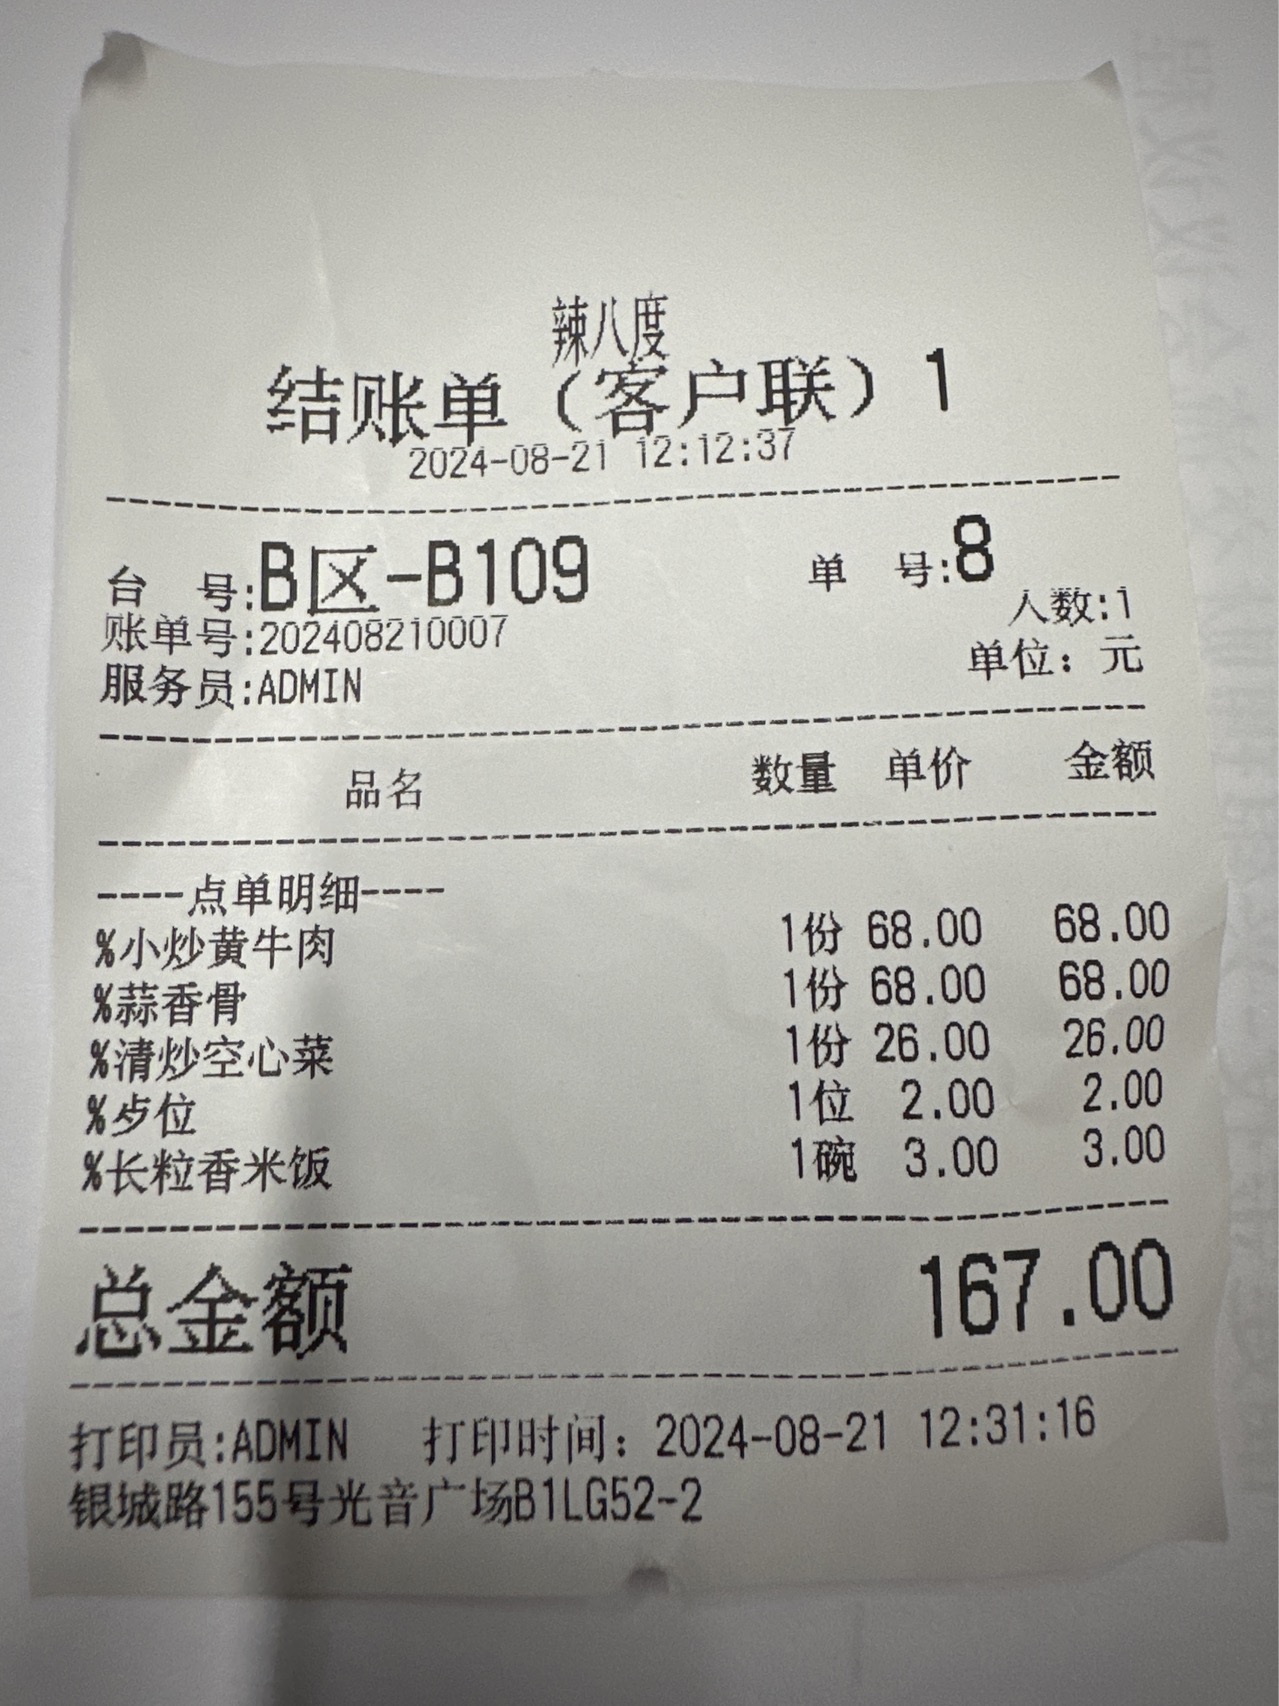 辣八度
结账单（客户联）1
2024-08-21 12:12:37
台 号:B区-B109 单 号:8
人数:1
账单号:202408210007
单位：元
服务员:ADMIN
品名 数量 单价 金额
----点单明细----
%小炒黄牛肉 1份 68.00 68.00
%蒜香骨 1份 68.00 68.00
%清炒空心菜 1份 26.00 26.00
%歺位 1位 2.00 2.00
%长粒香米饭 1碗 3.00 3.00
总金额 167.00
打印员:ADMIN 打印时间：2024-08-21 12:31:16
银城路155号光音广场B1LG52-2